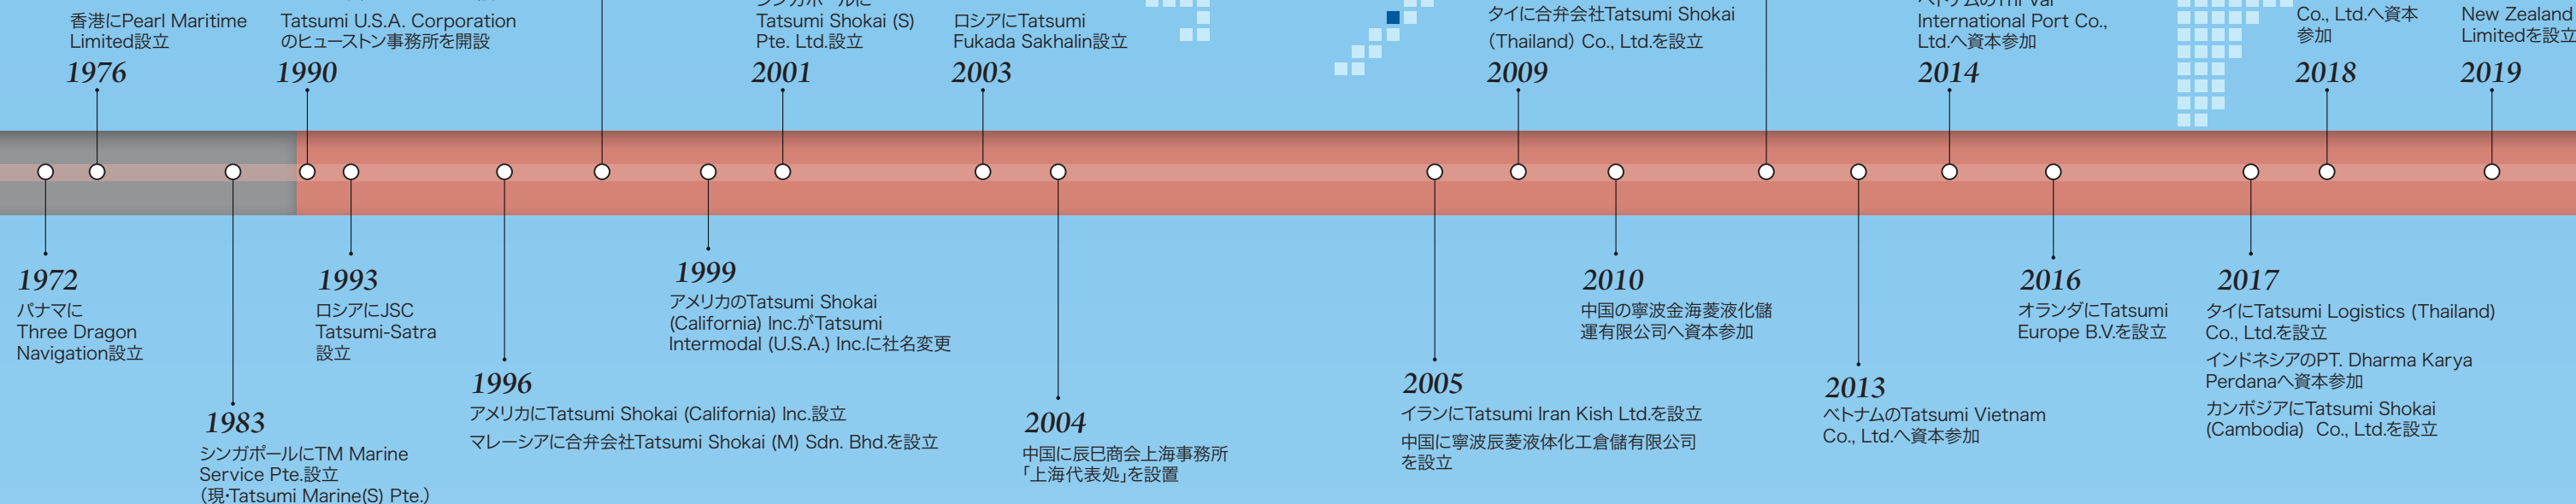 香港にPearl Maritime
Limited設立
1976
Tatsumi U.S.A. Corporation
のヒューストン事務所を開設
1990
シンガポールに
Tatsumi Shokai (S)
Pte. Ltd.設立
2001
ロシアにTatsumi
Fukada Sakhalin設立
2003
タイに合弁会社Tatsumi Shokai
(Thailand) Co., Ltd.を設立
2009
ベトナムのThi Vai
International Port Co.,
Ltd.へ資本参加
2014
Co., Ltd.へ資本
参加
2018
New Zealand
Limitedを設立
2019
1972
パナマに
Three Dragon
Navigation設立
1983
シンガポールにTM Marine
Service Pte.設立
(現・Tatsumi Marine(S) Pte.)
1993
ロシアにJSC
Tatsumi-Satra
設立
1996
アメリカにTatsumi Shokai (California) Inc.設立
マレーシアに合弁会社Tatsumi Shokai (M) Sdn. Bhd.を設立
1999
アメリカのTatsumi Shokai
(California) Inc.がTatsumi
Intermodal (U.S.A.) Inc.に社名変更
2004
中国に辰巳商会上海事務所
「上海代表処」を設置
2005
イランにTatsumi Iran Kish Ltd.を設立
中国に寧波辰菱液体化工倉儲有限公司
を設立
2010
中国の寧波金海菱液化儲
運有限公司へ資本参加
2013
ベトナムのTatsumi Vietnam
Co., Ltd.へ資本参加
2016
オランダにTatsumi
Europe B.V.を設立
2017
タイにTatsumi Logistics (Thailand)
Co., Ltd.を設立
インドネシアのPT. Dharma Karya
Perdanaへ資本参加
カンボジアにTatsumi Shokai
(Cambodia) Co., Ltd.を設立